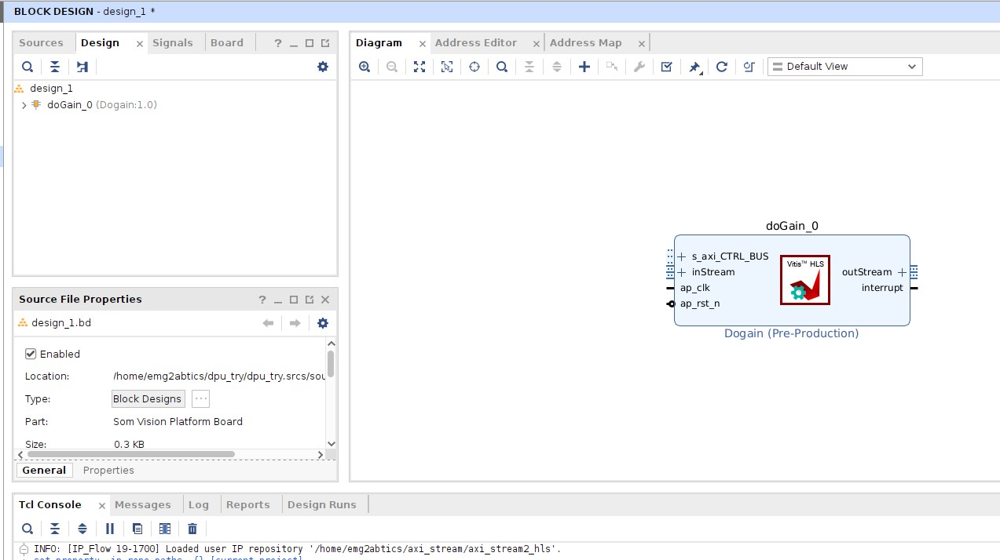 BLOCK DESIGN - design_1 *
Sources Design Signals Board ?
design_1
doGain_0 (Dogain:1.0)
Source File Properties ?
design_1.bd
Enabled
Location: /home/emg2abtics/dpu_try/dpu_try.srcs/sou
Type: Block Designs ...
Part: Som Vision Platform Board
Size: 0.3 KB
General Properties
Diagram Address Editor Address Map
Default View
doGain_0
s_axi_CTRL_BUS
inStream
ap_clk
ap_rst_n
Vitis™ HLS
outStream
interrupt
Dogain (Pre-Production)
Tcl Console Messages Log Reports Design Runs
INFO: [IP_Flow 19-1700] Loaded user IP repository '/home/emg2abtics/axi_stream/axi_stream2_hls'.
set_property ip_repo_paths {} [current_project]